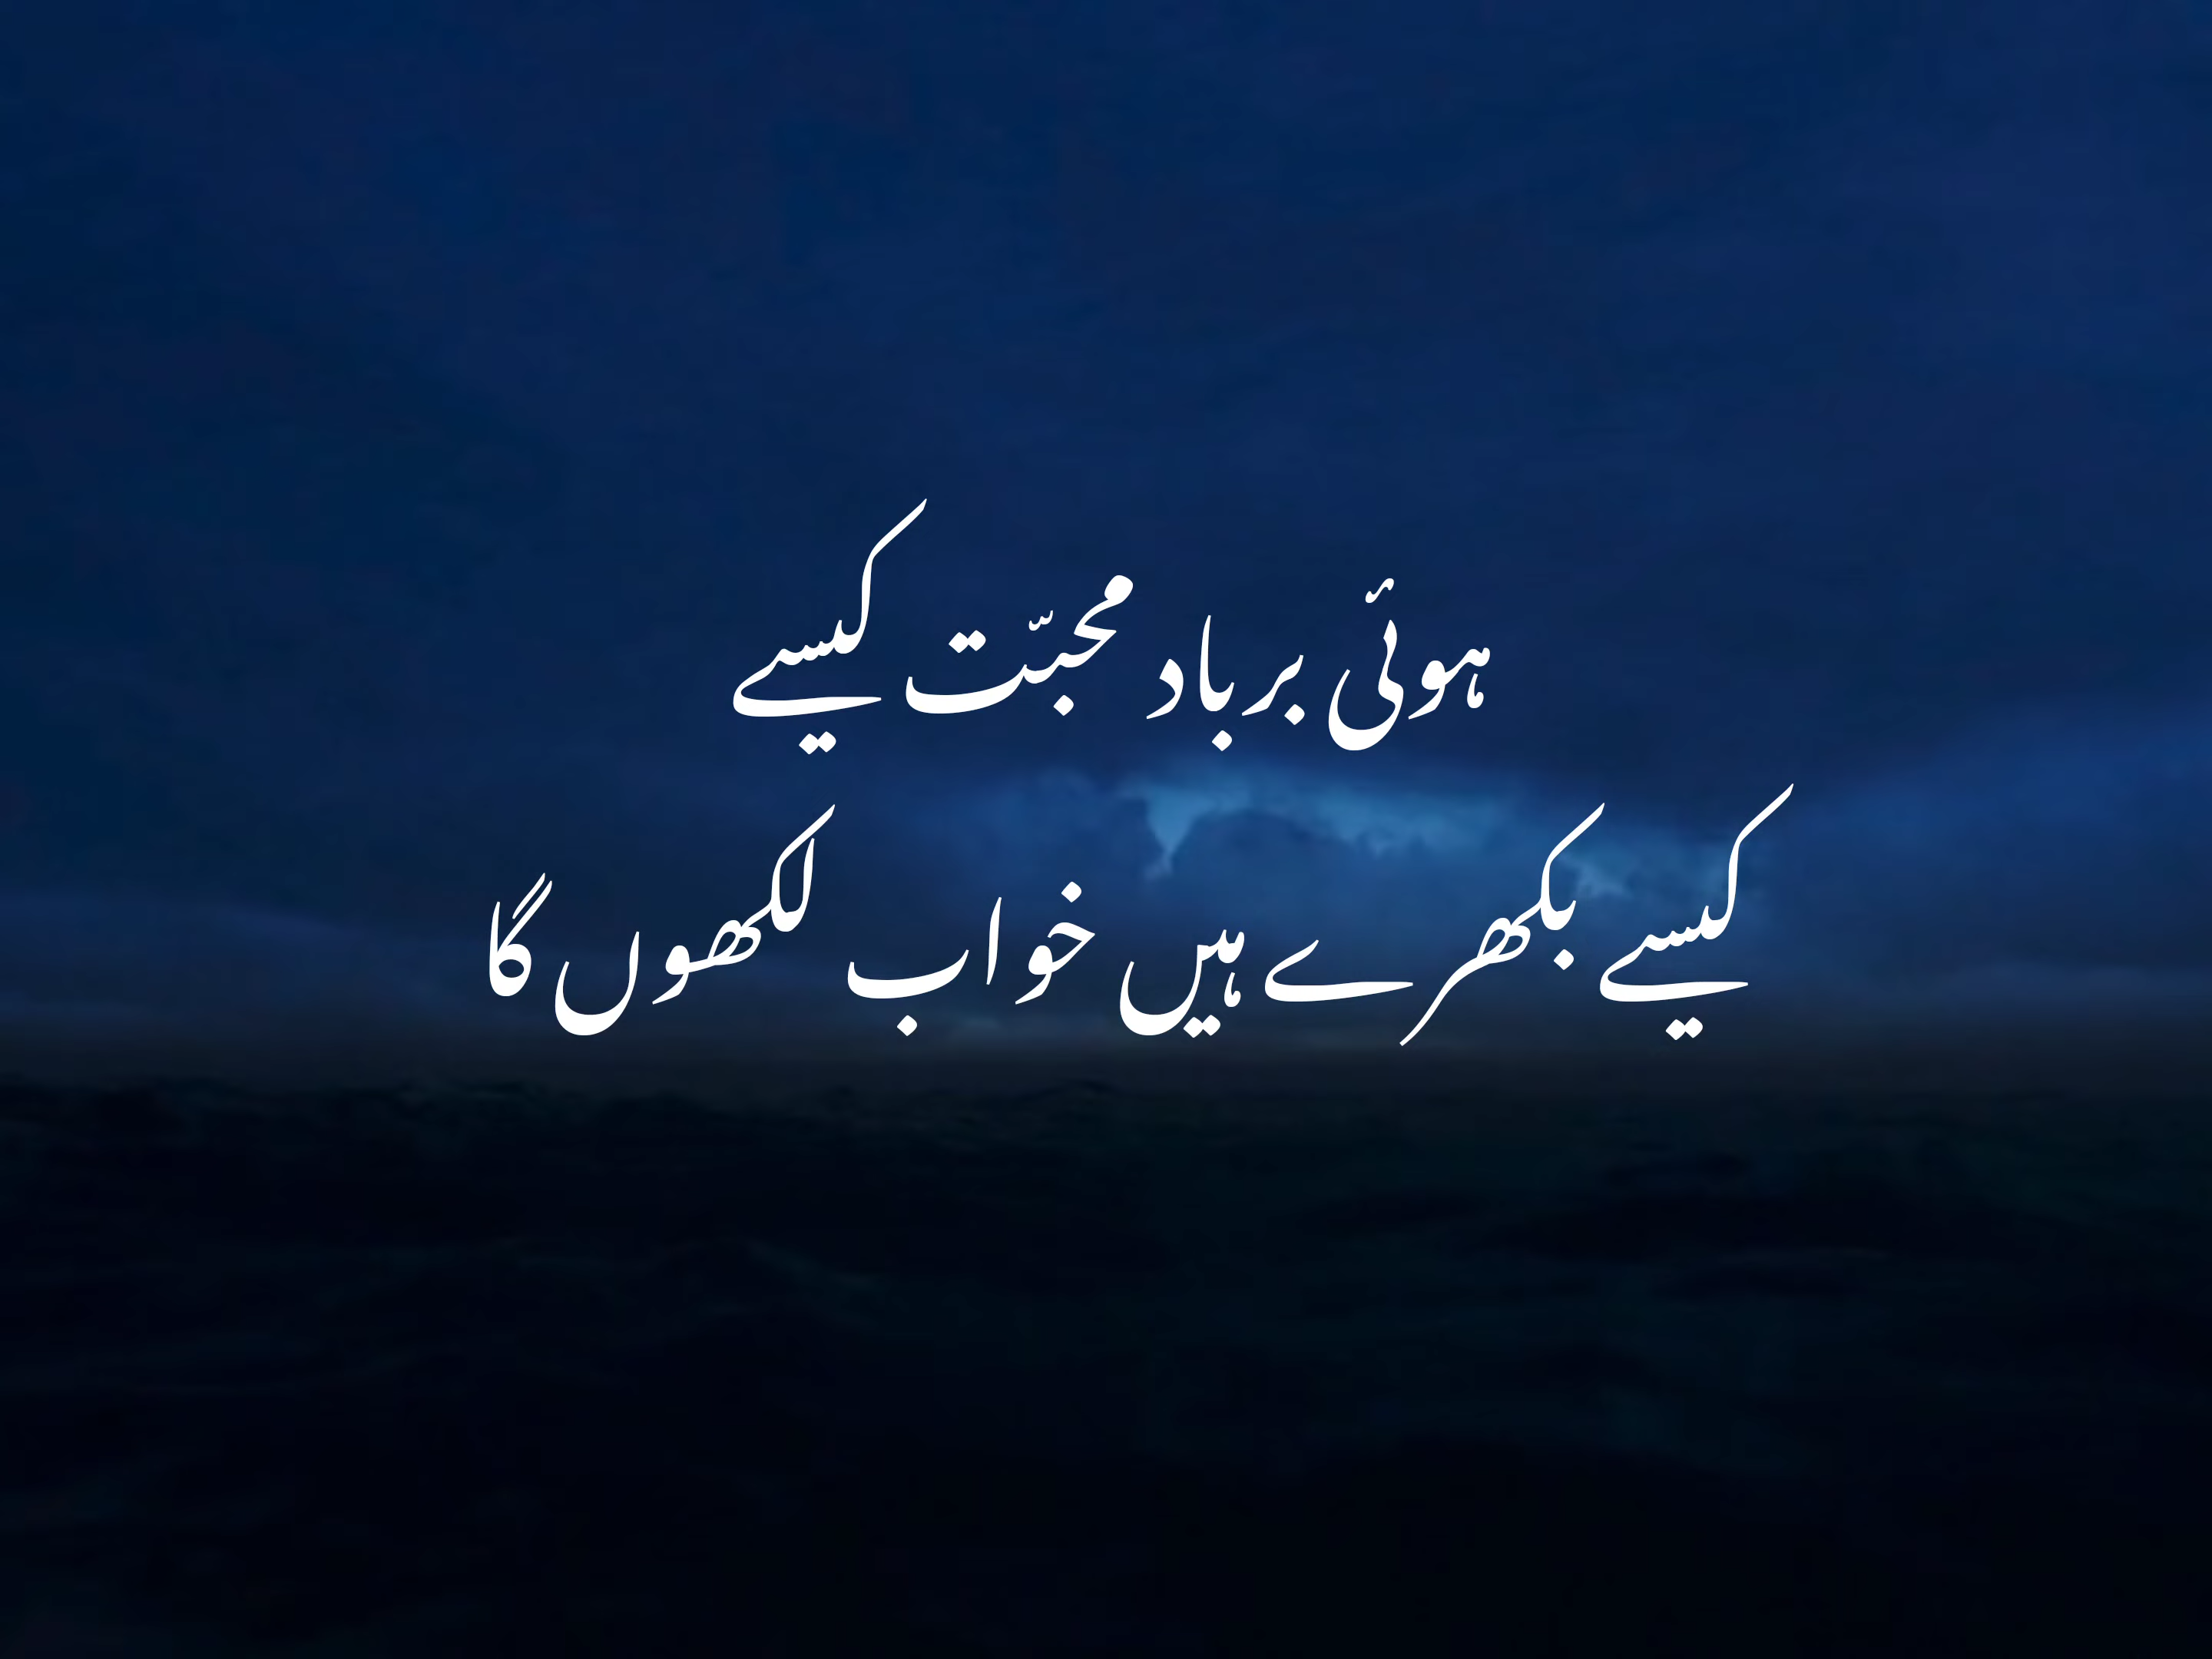 ہوئی برباد محبّت کیسے
کیسے بکھرے ہیں خواب لکھوں گا